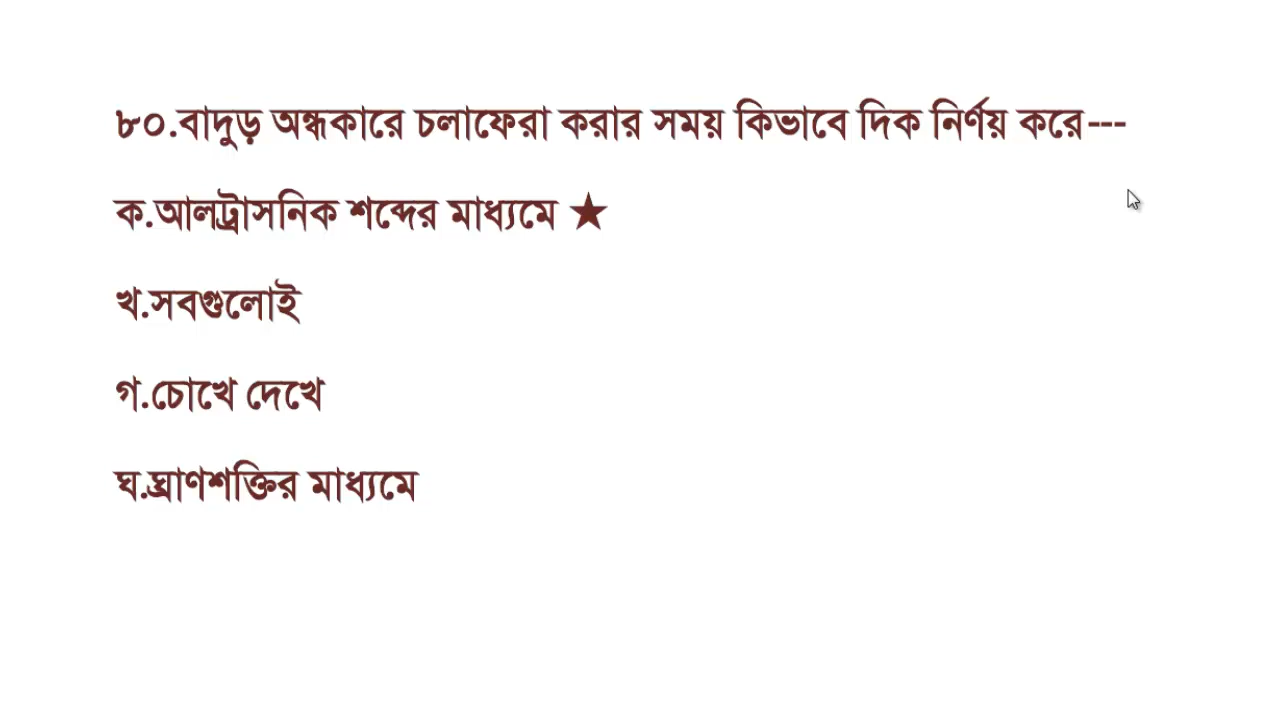 ৮০.বাদুড় অন্ধকারে চলাফেরা করার সময় কিভাবে দিক নির্ণয় করে---
ক.আলট্রাসনিক শব্দের মাধ্যমে ★
খ.সবগুলোই
গ.চোখে দেখে
ঘ.ঘ্রাণশক্তির মাধ্যমে